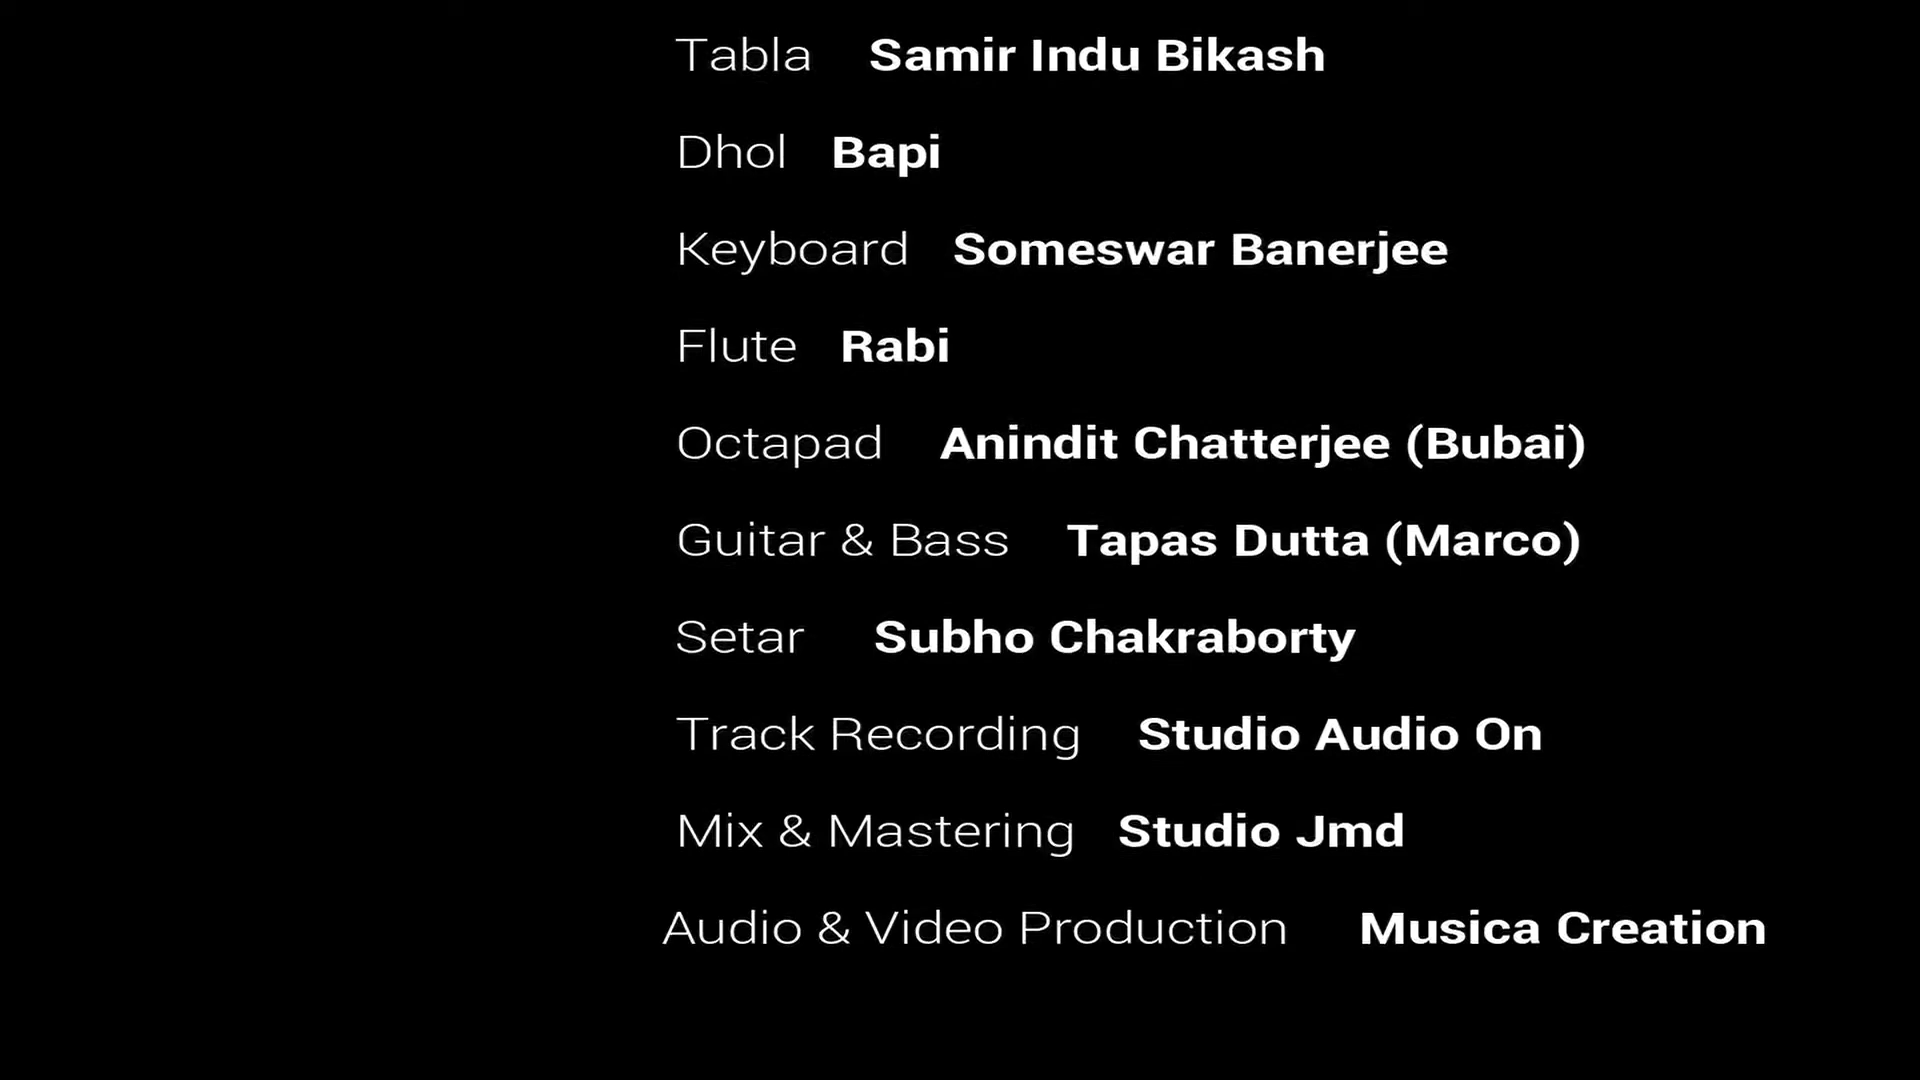 Tabla Samir Indu Bikash
Dhol Bapi
Keyboard Someswar Banerjee
Flute Rabi
Octapad Anindit Chatterjee (Bubai)
Guitar & Bass Tapas Dutta (Marco)
Setar Subho Chakraborty
Track Recording Studio Audio On
Mix & Mastering Studio Jmd
Audio & Video Production Musica Creation